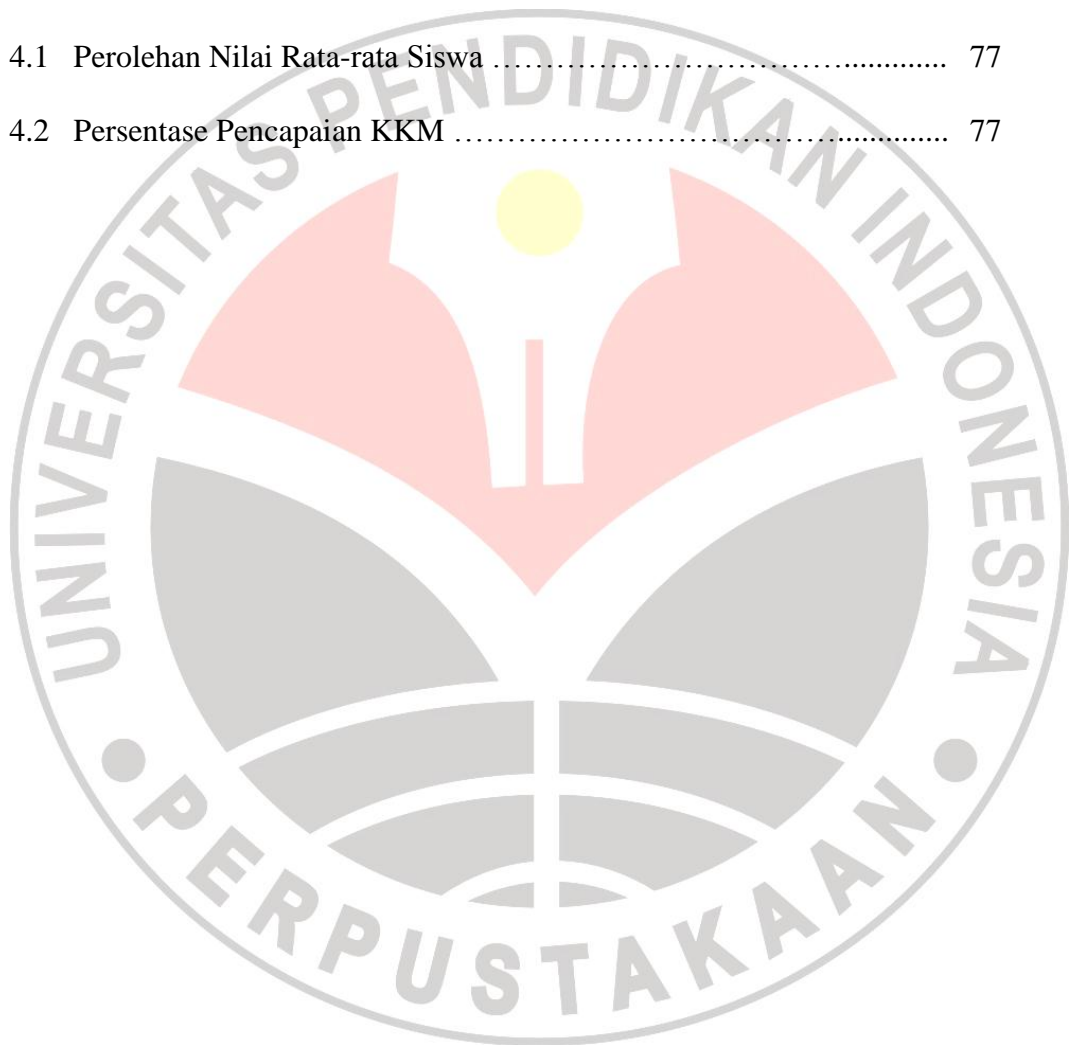 4.1 Perolehan Nilai Rata-rata Siswa ……………………………............. 77
4.2 Persentase Pencapaian KKM ………………………………............. 77
UNIVERSITAS PENDIDIKAN INDONESIA
PERPUSTAKAAN